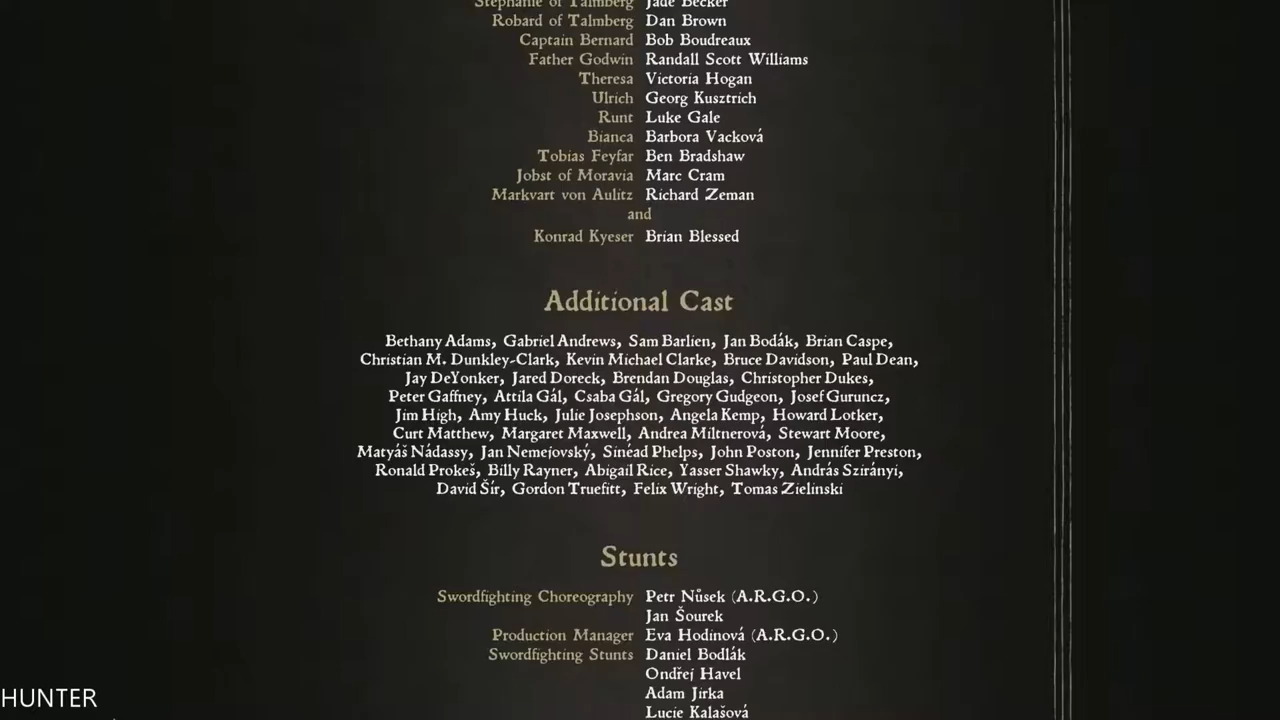 Stephanie of Talmberg Jade Becker
Robard of Talmberg Dan Brown
Captain Bernard Bob Boudreaux
Father Godwin Randall Scott Williams
Theresa Victoria Hogan
Ulrich Georg Kusztrich
Runt Luke Gale
Bianca Barbora Vacková
Tobias Feyfar Ben Bradshaw
Jobst of Moravia Marc Cram
Markvart von Aulitz Richard Zeman
and
Konrad Kyeser Brian Blessed
Additional Cast
Bethany Adams, Gabriel Andrews, Sam Barlien, Jan Bodák, Brian Caspe,
Christian M. Dunkley-Clark, Kevin Michael Clarke, Bruce Davidson, Paul Dean,
Jay DeYonker, Jared Doreck, Brendan Douglas, Christopher Dukes,
Peter Gaffney, Attila Gál, Csaba Gál, Gregory Gudgeon, Josef Guruncz,
Jim High, Amy Huck, Julie Josephson, Angela Kemp, Howard Lotker,
Curt Matthew, Margaret Maxwell, Andrea Miltnerová, Stewart Moore,
Matyáš Nádassy, Jan Nemejovský, Sinéad Phelps, John Poston, Jennifer Preston,
Ronald Prokeš, Billy Rayner, Abigail Rice, Yasser Shawky, András Szirányi,
David Šír, Gordon Truefitt, Felix Wright, Tomas Zielinski
Stunts
Swordfighting Choreography Petr Nůsek (A.R.G.O.)
Jan Šourek
Production Manager Eva Hodinová (A.R.G.O.)
Swordfighting Stunts Daniel Bodlák
Ondřej Havel
Adam Jirka
Lucie Kalašová
HUNTER